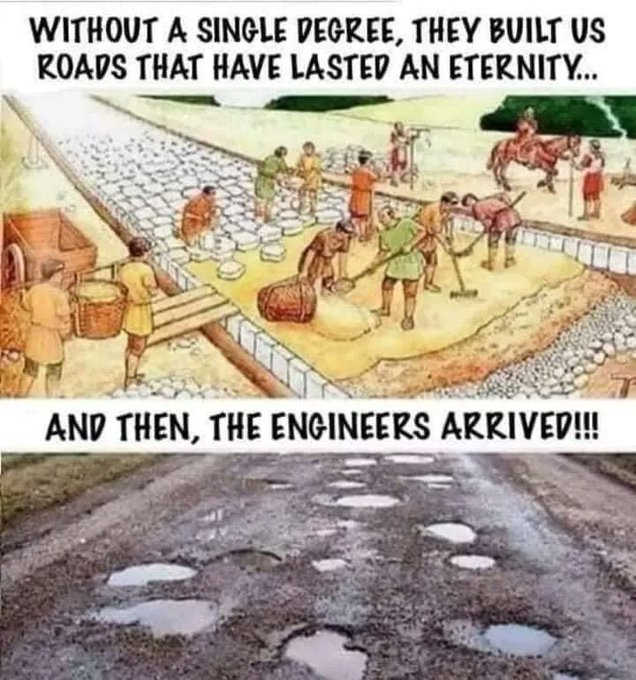 WITHOUT A SINGLE DEGREE, THEY BUILT US
ROADS THAT HAVE LASTED AN ETERNITY...
AND THEN, THE ENGINEERS ARRIVED!!!